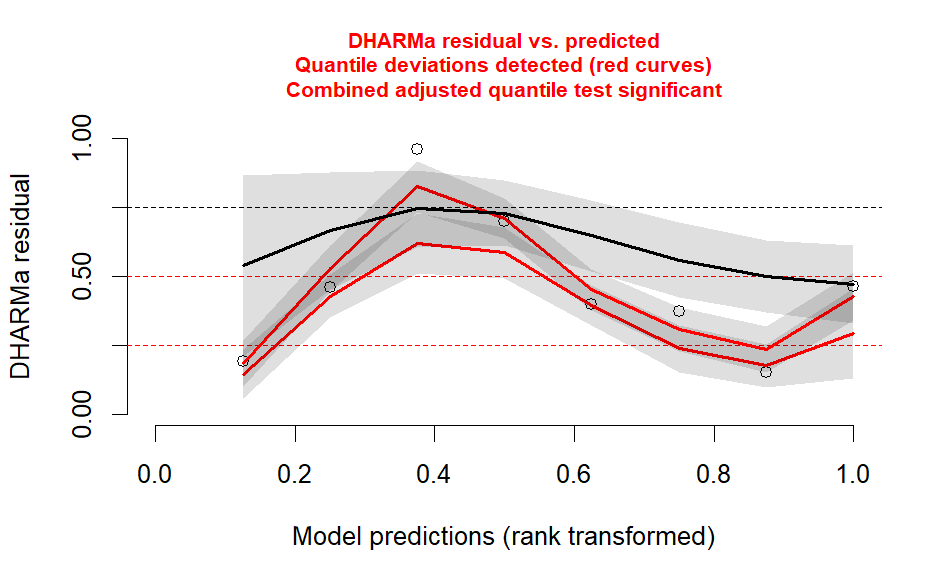 DHARMa residual vs. predicted
Quantile deviations detected (red curves)
Combined adjusted quantile test significant
DHARMa residual
1.00
0.50
0.00
0.0 0.2 0.4 0.6 0.8 1.0
Model predictions (rank transformed)